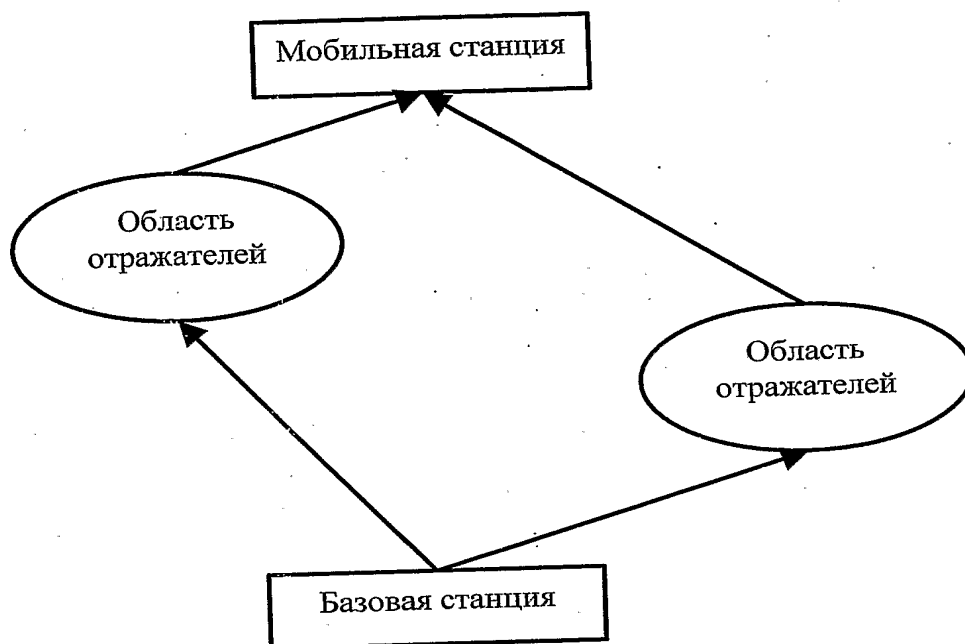 Мобильная станция
Область
отражателей
Область
отражателей
Базовая станция